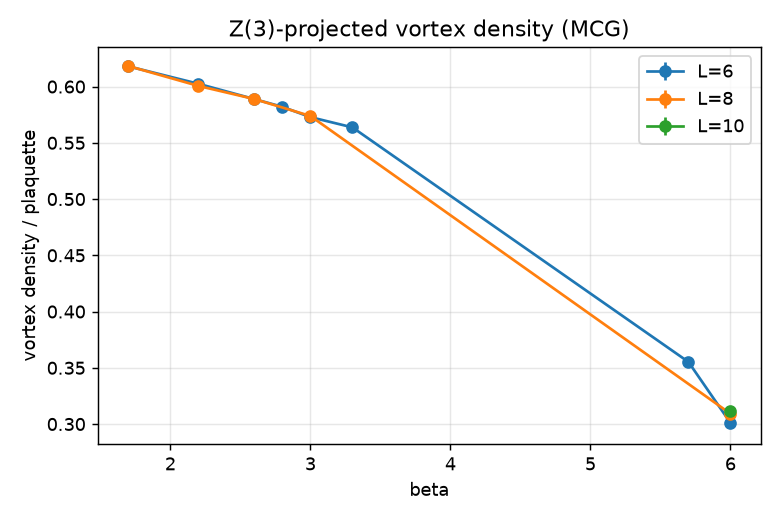 Z(3)-projected vortex density (MCG)
vortex density / plaquette
0.60
0.55
0.50
0.45
0.40
0.35
0.30
L=6
L=8
L=10
2
3
4
5
6
beta